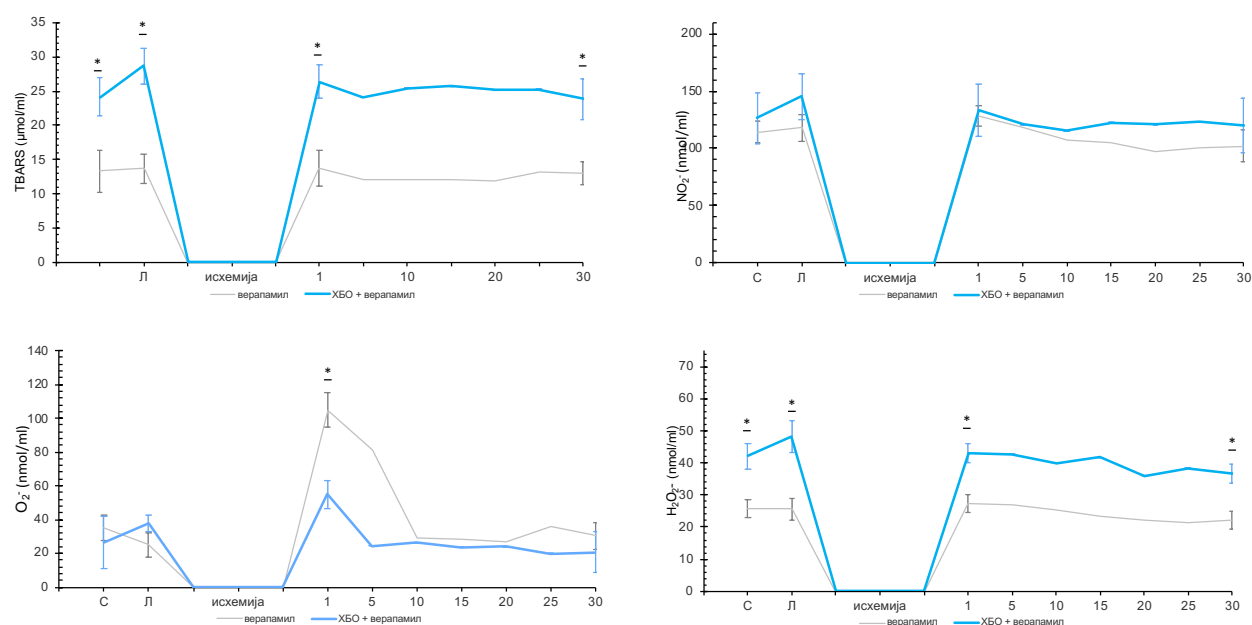 TBARS (μmol/ml)
35
30
25
20
15
10
5
0
* * * *
Л исхемија 1 10 20 30
верапамил ХБО + верапамил
NO₂⁻ (nmol/ml)
200
150
100
50
0
С Л исхемија 1 5 10 15 20 25 30
верапамил ХБО + верапамил
O₂⁻ (nmol/ml)
140
120
100
80
60
40
20
0
*
С Л исхемија 1 5 10 15 20 25 30
верапамил ХБО + верапамил
H₂O₂- (nmol/ml)
70
60
50
40
30
20
10
0
* * * *
С Л исхемија 1 5 10 15 20 25 30
верапамил ХБО + верапамил